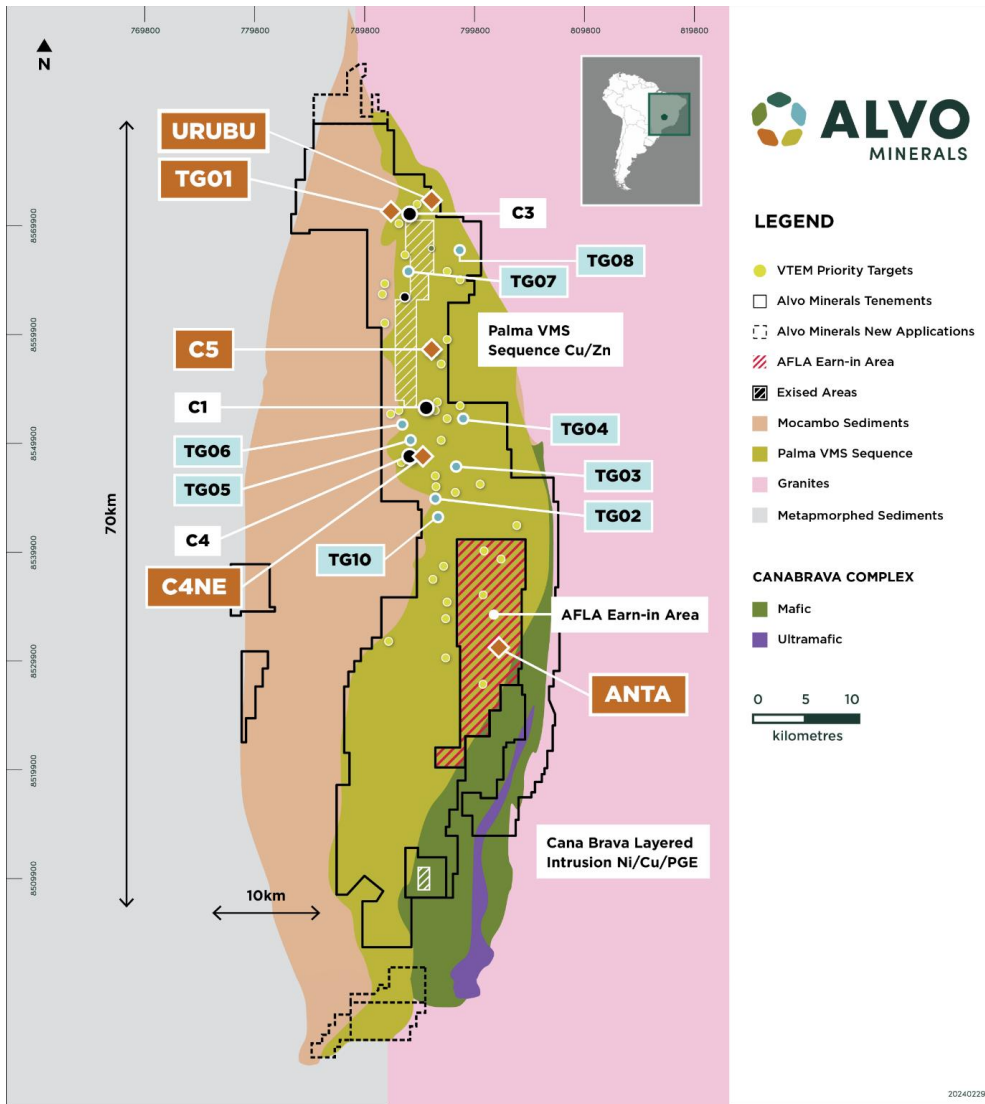 769800
779800
789800
799800
809800
819800
N
URUBU
TG01
C3
8569900
TG08
TG07
Palma VMS
Sequence Cu/Zn
8559900
C5
C1
TG04
TG06
8549900
TG03
TG05
TG02
C4
70km
TG10
8539900
C4NE
AFLA Earn-in Area
8529900
ANTA
8519900
Cana Brava Layered
Intrusion Ni/Cu/PGE
8509900
10km
ALVO
MINERALS
LEGEND
VTEM Priority Targets
Alvo Minerals Tenements
Alvo Minerals New Applications
AFLA Earn-in Area
Exised Areas
Mocambo Sediments
Palma VMS Sequence
Granites
Metapmorphed Sediments
CANABRAVA COMPLEX
Mafic
Ultramafic
0 5 10
kilometres
20240229